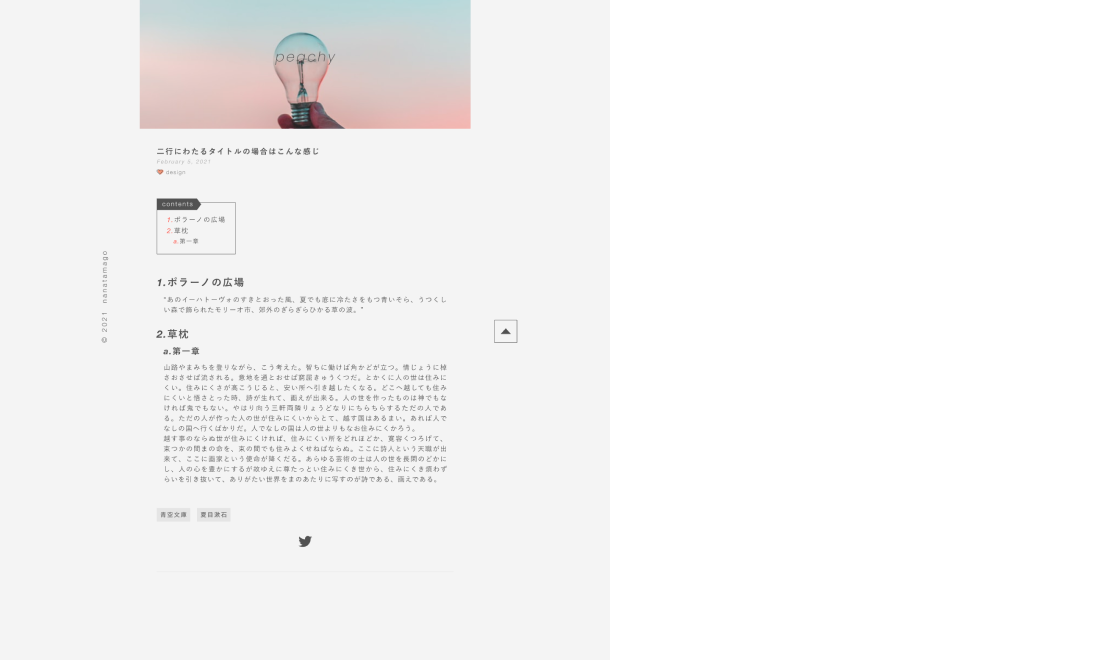 peachy
二行にわたるタイトルの場合はこんな感じ
February 5, 2021
design
contents
1.ポラーノの広場
2.草枕
a.第一章
© 2021 nanatamago
1.ポラーノの広場
“あのイーハトーヴォのすきとおった風、夏でも底に冷たさをもつ青いそら、うつくし
い森で飾られたモリーオ市、郊外のぎらぎらひかる草の波。”
2.草枕
a.第一章
山路やまみちを登りながら、こう考えた。智ちに働けば角かどが立つ。情じょうに棹
さおさせば流される。意地を通とおせば窮屈きゅうくつだ。とかくに人の世は住みに
くい。住みにくさが高こうじると、安い所へ引き越したくなる。どこへ越しても住み
にくいと悟さとった時、詩が生れて、画えが出来る。人の世を作ったものは神でもな
ければ鬼でもない。やはり向う三軒両隣りょうどなりにちらちらするただの人であ
る。ただの人が作った人の世が住みにくいからとて、越す国はあるまい。あれば人で
なしの国へ行くばかりだ。人でなしの国は人の世よりもなお住みにくかろう。
越す事のならぬ世が住みにくければ、住みにくい所をどれほどか、寛容くつろげて、
束つかの間まの命を、束の間でも住みよくせねばならぬ。ここに詩人という天職が出
来て、ここに画家という使命が降くだる。あらゆる芸術の士は人の世を長閑のどかに
し、人の心を豊かにするが故ゆえに尊たっとい住みにくき世から、住みにくき煩わず
らいを引き抜いて、ありがたい世界をまのあたりに写すのが詩である、画えである。
青空文庫
夏目漱石